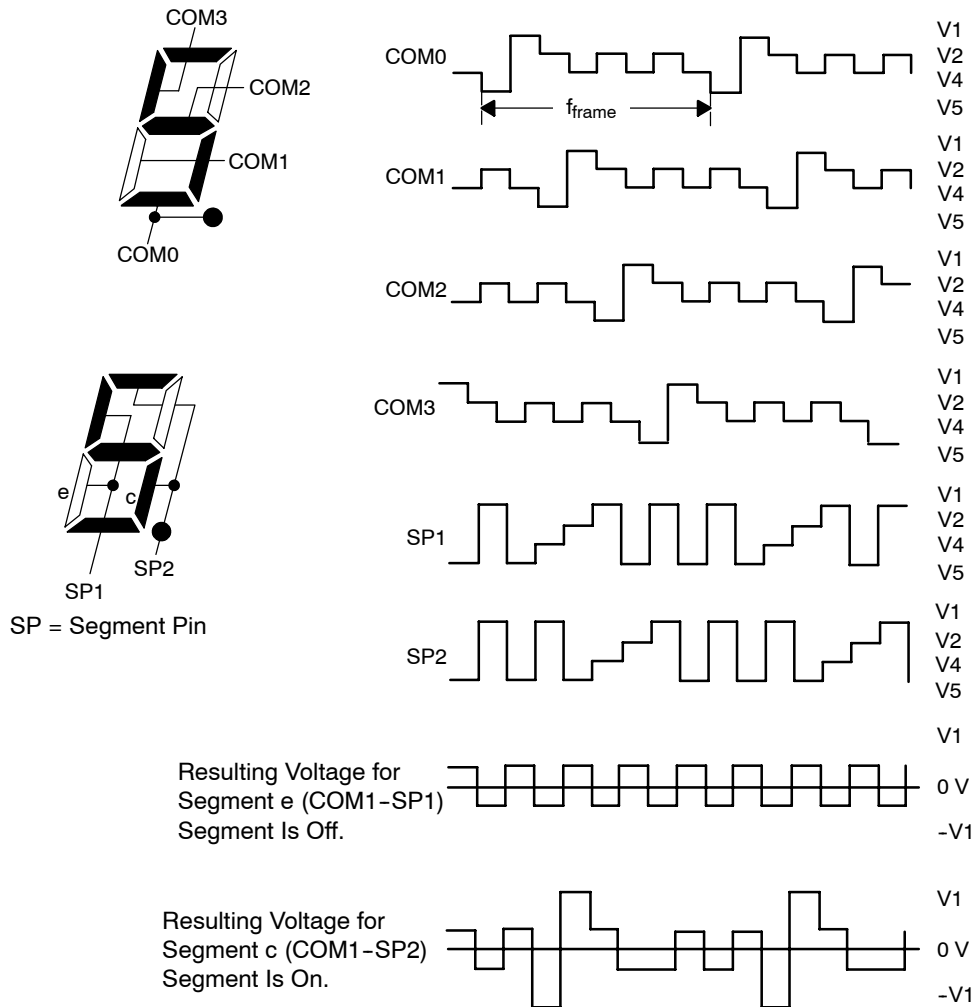 COM3
COM2
COM1
COM0
COM0
f_frame
V1
V2
V4
V5
COM1
V1
V2
V4
V5
COM2
V1
V2
V4
V5
COM3
V1
V2
V4
V5
e
c
SP1
SP2
SP = Segment Pin
SP1
V1
V2
V4
V5
SP2
V1
V2
V4
V5
Resulting Voltage for
Segment e (COM1-SP1)
Segment Is Off.
V1
0 V
-V1
Resulting Voltage for
Segment c (COM1-SP2)
Segment Is On.
V1
0 V
-V1